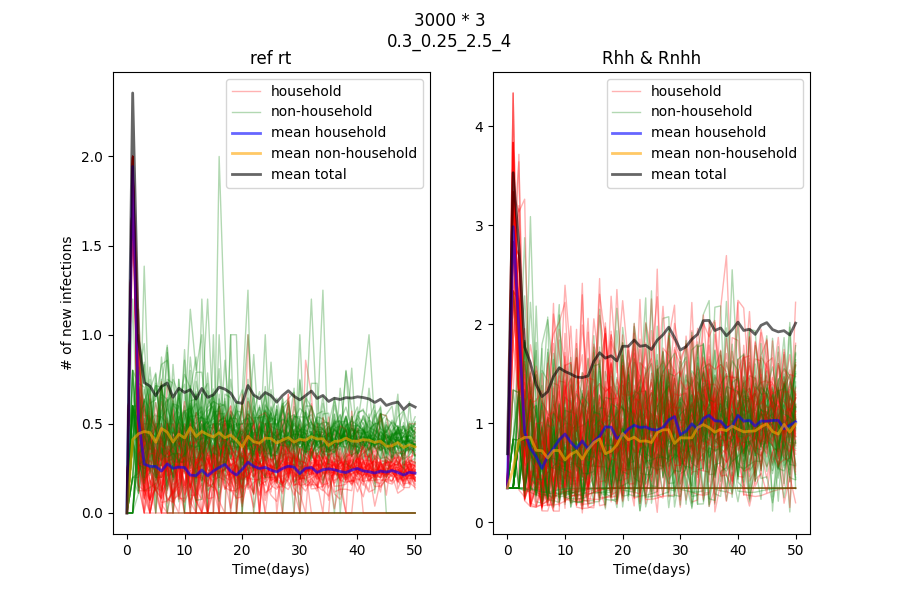 3000 * 3
0.3_0.25_2.5_4
ref rt
household
non-household
mean household
mean non-household
mean total
2.0
1.5
1.0
0.5
0.0
# of new infections
0 10 20 30 40 50
Time(days)
Rhh & Rnhh
household
non-household
mean household
mean non-household
mean total
4
3
2
1
0
0 10 20 30 40 50
Time(days)